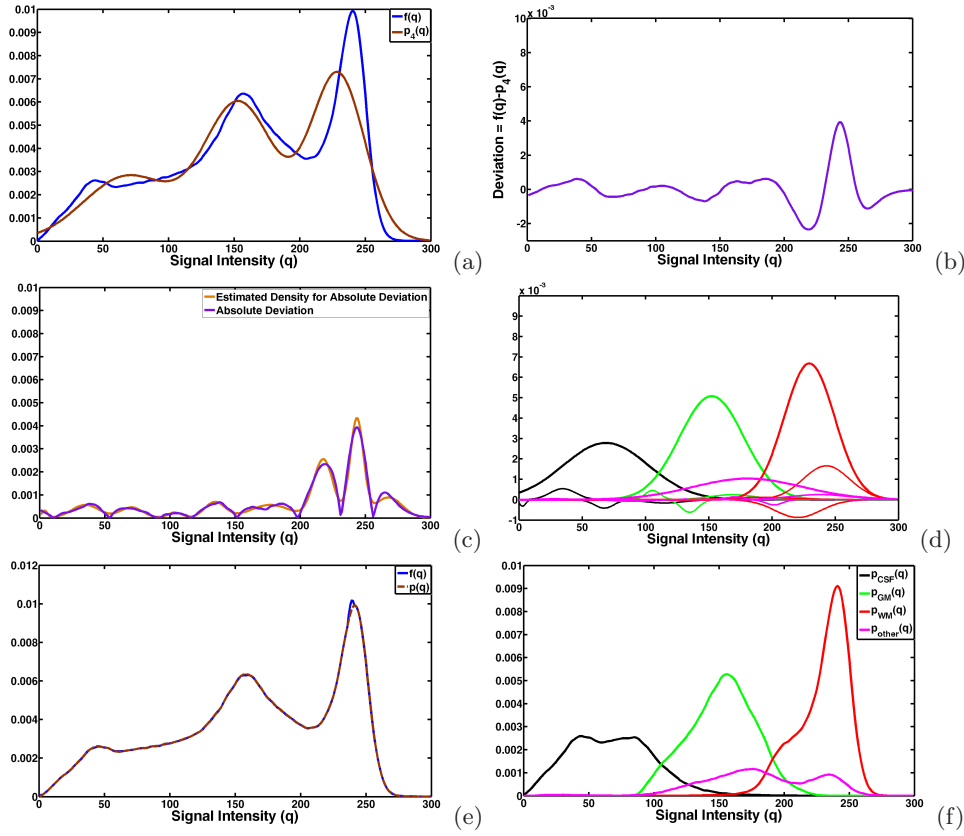 0.01
0.009
0.008
0.007
0.006
0.005
0.004
0.003
0.002
0.001
0
0 50 100 150 200 250 300
Signal Intensity (q)
f(q)
p4(q)
(a)
x 10^-3
10
8
6
4
2
0
-2
0 50 100 150 200 250 300
Deviation = f(q)-p4(q)
Signal Intensity (q)
(b)
0.01
0.009
0.008
0.007
0.006
0.005
0.004
0.003
0.002
0.001
0
0 50 100 150 200 250 300
Signal Intensity (q)
Estimated Density for Absolute Deviation
Absolute Deviation
(c)
x 10^-3
9
8
7
6
5
4
3
2
1
0
-1
0 50 100 150 200 250 300
Signal Intensity (q)
(d)
0.012
0.01
0.008
0.006
0.004
0.002
0
0 50 100 150 200 250 300
Signal Intensity (q)
f(q)
p(q)
(e)
0.01
0.009
0.008
0.007
0.006
0.005
0.004
0.003
0.002
0.001
0
0 50 100 150 200 250 300
Signal Intensity (q)
pCSF(q)
pGM(q)
pWM(q)
pother(q)
(f)